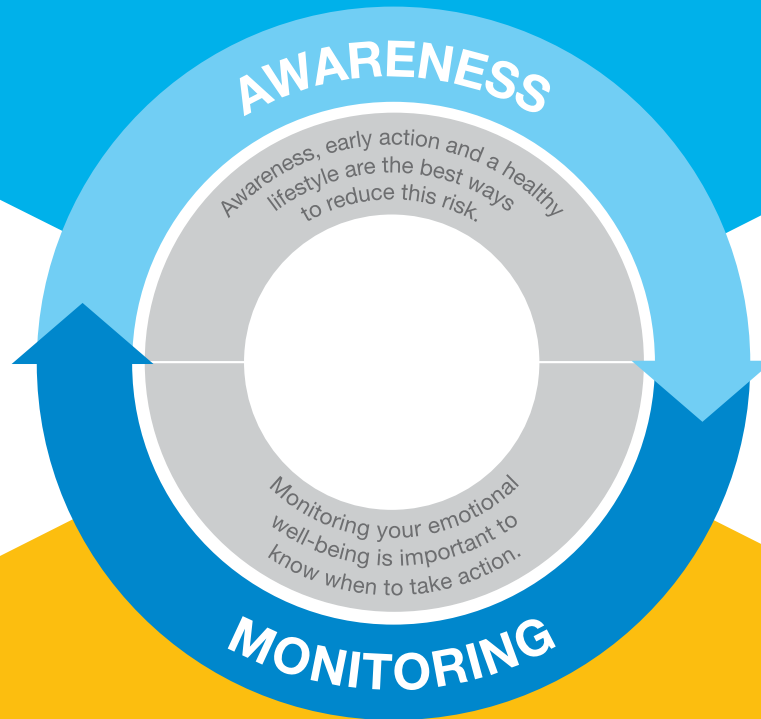 AWARENESS
Awareness, early action and a healthy
lifestyle are the best ways
to reduce this risk.
Monitoring your emotional
well-being is important to
know when to take action.
MONITORING